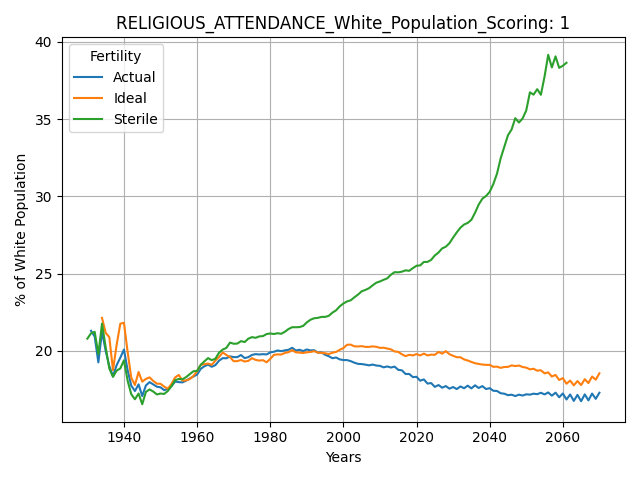 RELIGIOUS_ATTENDANCE_White_Population_Scoring: 1
Fertility
Actual
Ideal
Sterile
% of White Population
40
35
30
25
20
1940 1960 1980 2000 2020 2040 2060
Years